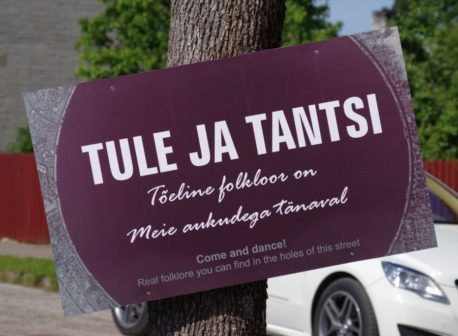 TULE JA TANTSI
Tõeline folkloor on
Meie aukudega tänaval
Come and dance!
Real folklore you can find in the holes of this street